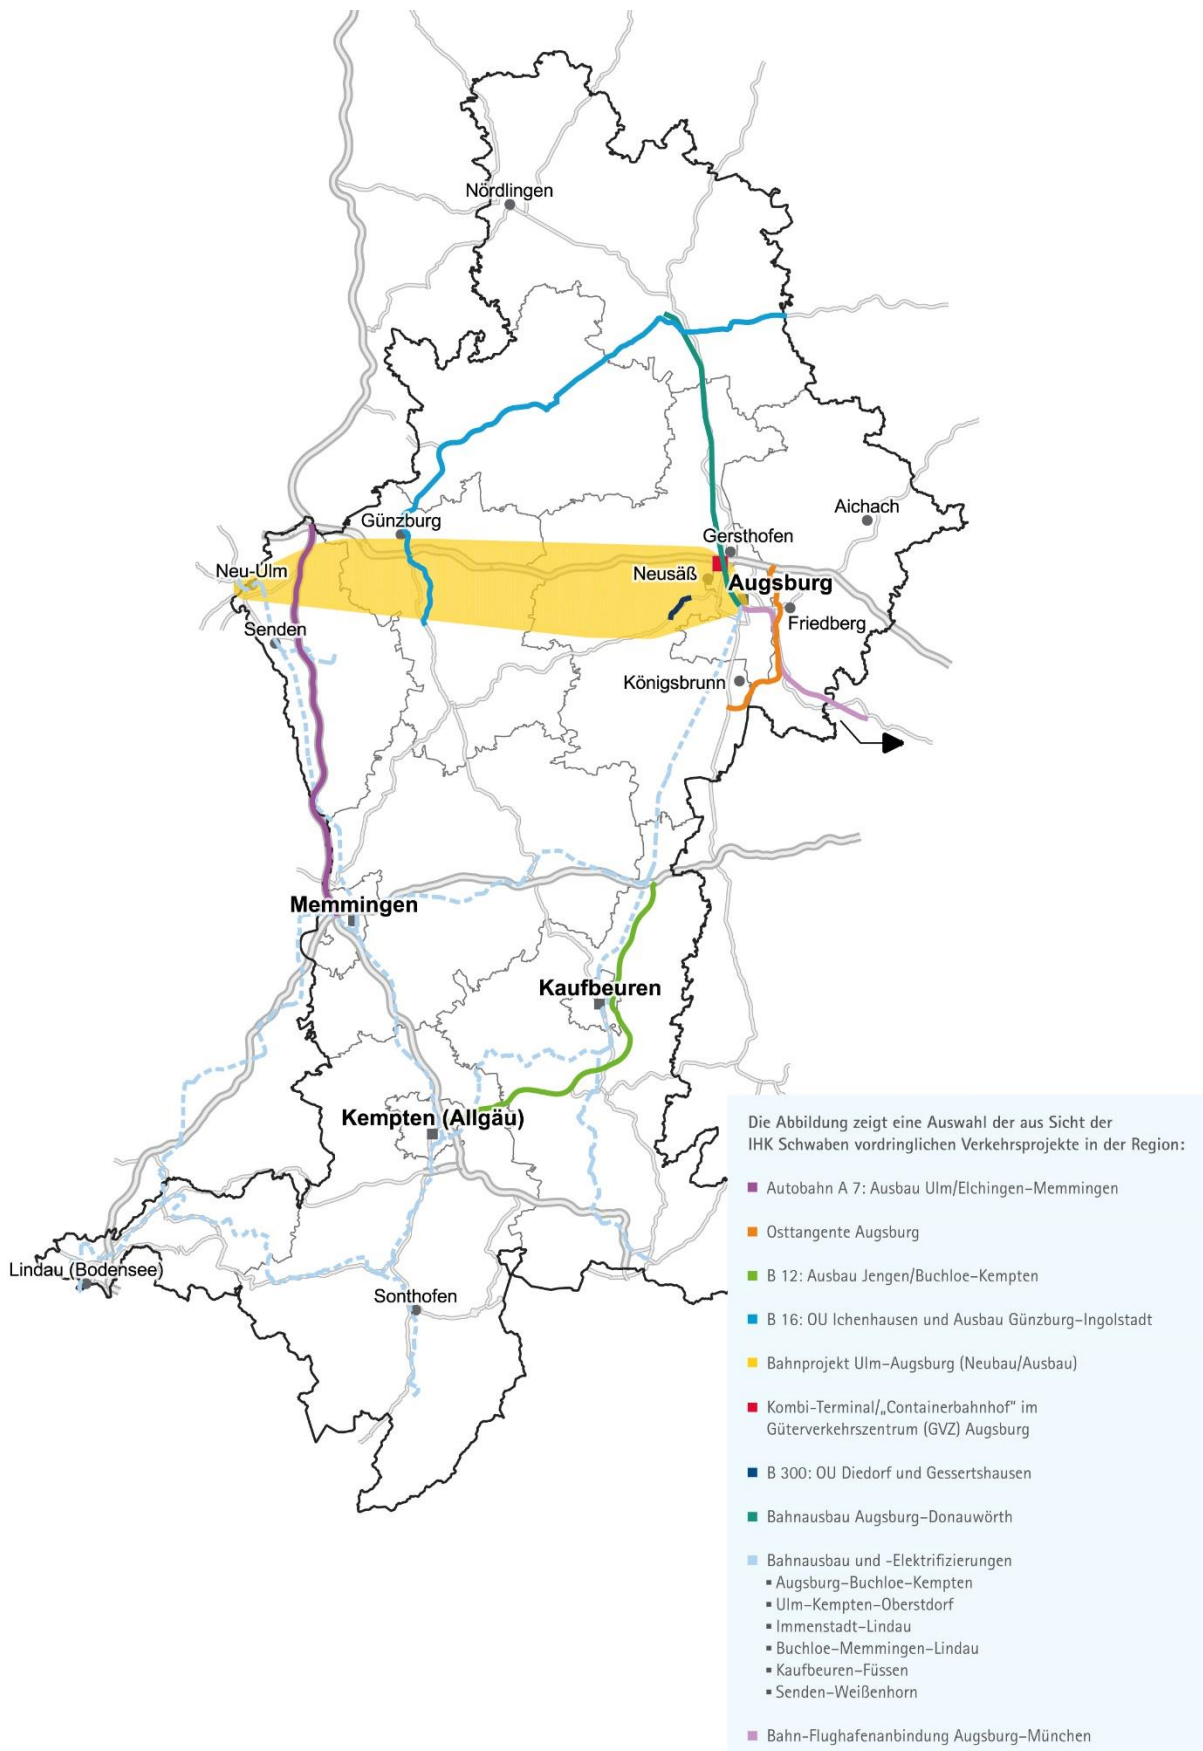 Nördlingen
Günzburg
Aichach
Gersthofen
Neu-Ulm
Neusäß
Augsburg
Senden
Friedberg
Königsbrunn
Memmingen
Kaufbeuren
Kempten (Allgäu)
Lindau (Bodensee)
Sonthofen
Die Abbildung zeigt eine Auswahl der aus Sicht der
IHK Schwaben vordringlichen Verkehrsprojekte in der Region:
Autobahn A 7: Ausbau Ulm/Elchingen–Memmingen
Osttangente Augsburg
B 12: Ausbau Jengen/Buchloe–Kempten
B 16: OU Ichenhausen und Ausbau Günzburg–Ingolstadt
Bahnprojekt Ulm–Augsburg (Neubau/Ausbau)
Kombi-Terminal/„Containerbahnhof“ im
Güterverkehrszentrum (GVZ) Augsburg
B 300: OU Diedorf und Gessertshausen
Bahnausbau Augsburg–Donauwörth
Bahnausbau und -Elektrifizierungen
▪ Augsburg–Buchloe–Kempten
▪ Ulm–Kempten–Oberstdorf
▪ Immenstadt–Lindau
▪ Buchloe–Memmingen–Lindau
▪ Kaufbeuren–Füssen
▪ Senden–Weißenhorn
Bahn-Flughafenanbindung Augsburg–München